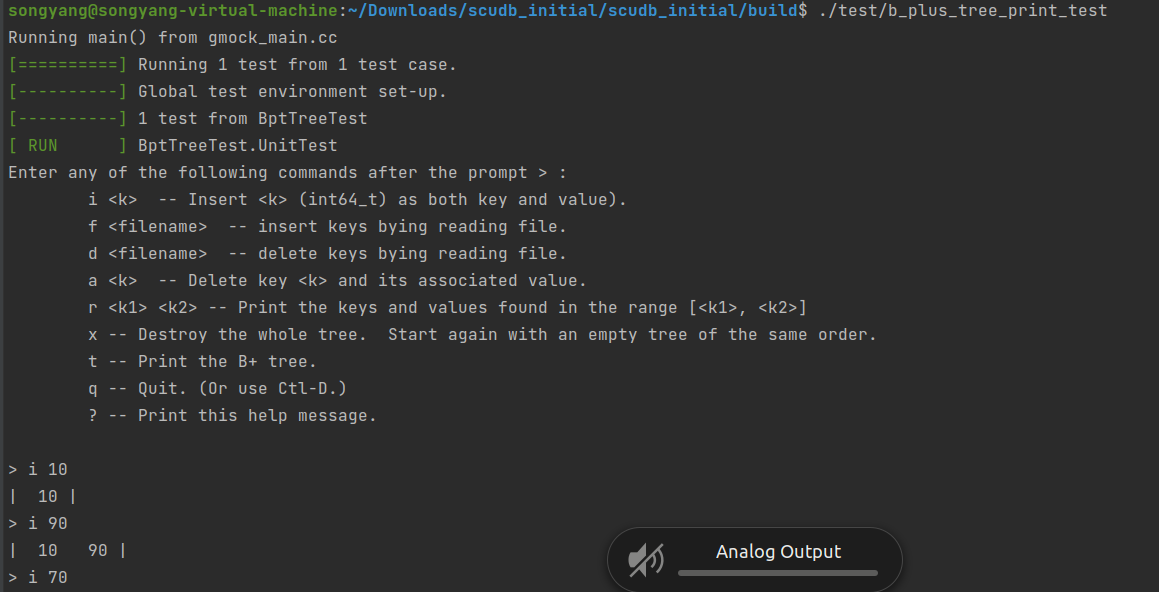 songyang@songyang-virtual-machine:~/Downloads/scudb_initial/scudb_initial/build$ ./test/b_plus_tree_print_test
Running main() from gmock_main.cc
[==========] Running 1 test from 1 test case.
[----------] Global test environment set-up.
[----------] 1 test from BptTreeTest
[ RUN      ] BptTreeTest.UnitTest
Enter any of the following commands after the prompt > :
        i <k>  -- Insert <k> (int64_t) as both key and value).
        f <filename>  -- insert keys bying reading file.
        d <filename>  -- delete keys bying reading file.
        a <k>  -- Delete key <k> and its associated value.
        r <k1> <k2> -- Print the keys and values found in the range [<k1>, <k2>]
        x -- Destroy the whole tree.  Start again with an empty tree of the same order.
        t -- Print the B+ tree.
        q -- Quit. (Or use Ctl-D.)
        ? -- Print this help message.
> i 10
|  10 |
> i 90
|  10   90 |
> i 70
Analog Output